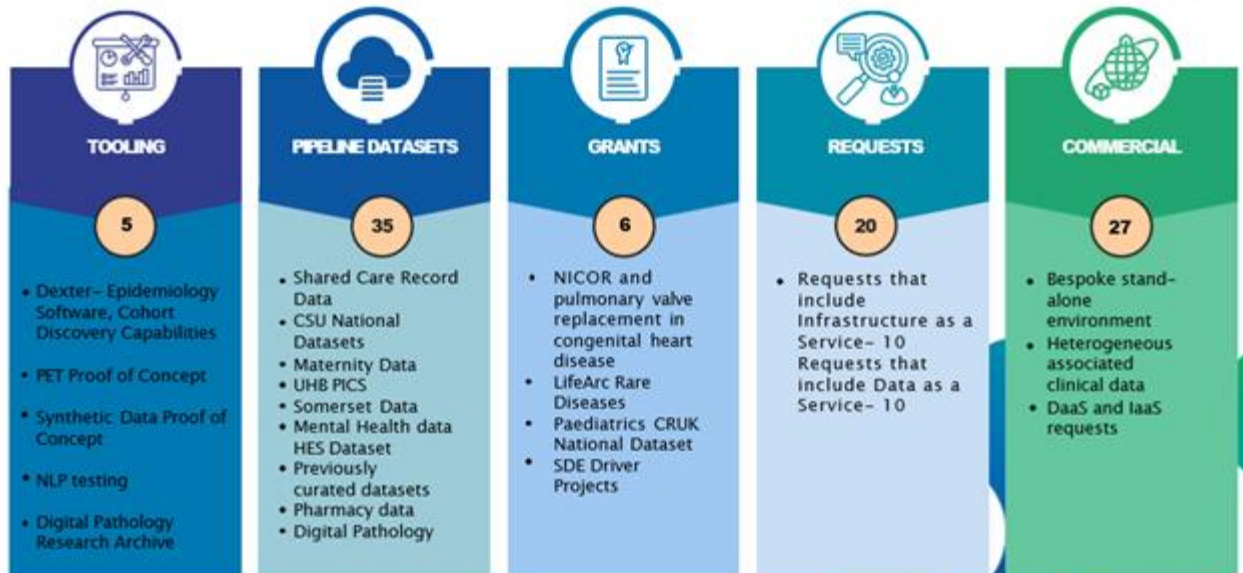 TOOLING
5
• Dexter– Epidemiology
Software, Cohort
Discovery Capabilities
• PET Proof of Concept
• Synthetic Data Proof of
Concept
• NLP testing
• Digital Pathology
Research Archive
PIPELINE DATASETS
35
• Shared Care Record
Data
• CSU National
Datasets
• Maternity Data
• UHB PICS
• Somerset Data
• Mental Health data
HES Dataset
• Previously
curated datasets
• Pharmacy data
• Digital Pathology
GRANTS
6
• NICOR and
pulmonary valve
replacement in
congenital heart
disease
• LifeArc Rare
Diseases
• Paediatrics CRUK
National Dataset
• SDE Driver
Projects
REQUESTS
20
• Requests that
include
Infrastructure as a
Service– 10
Requests that
include Data as a
Service– 10
COMMERCIAL
27
• Bespoke stand–
alone
environment
• Heterogeneous
associated
clinical data
• DaaS and IaaS
requests